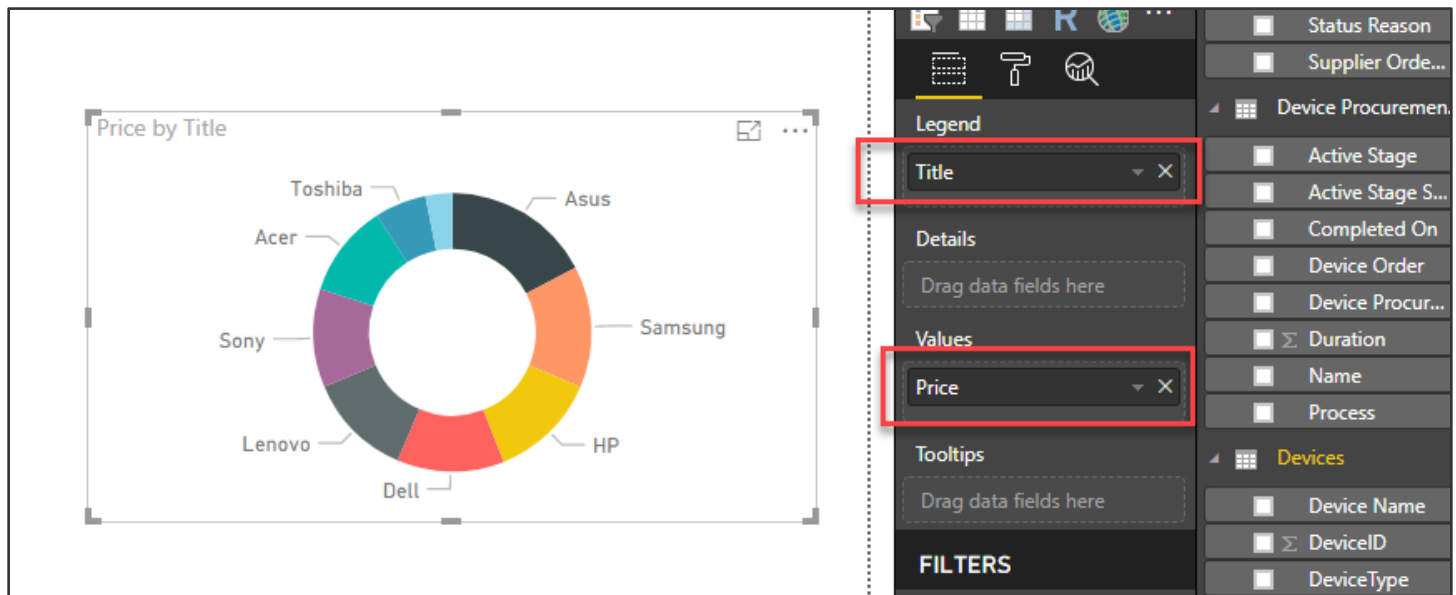 Price by Title
Toshiba
Asus
Acer
Samsung
Sony
Lenovo
HP
Dell
R
Legend
Title
Details
Drag data fields here
Values
Price
Tooltips
Drag data fields here
FILTERS
Status Reason
Supplier Orde...
Device Procuremen.
Active Stage
Active Stage S...
Completed On
Device Order
Device Procur...
Σ Duration
Name
Process
Devices
Device Name
Σ DeviceID
DeviceType